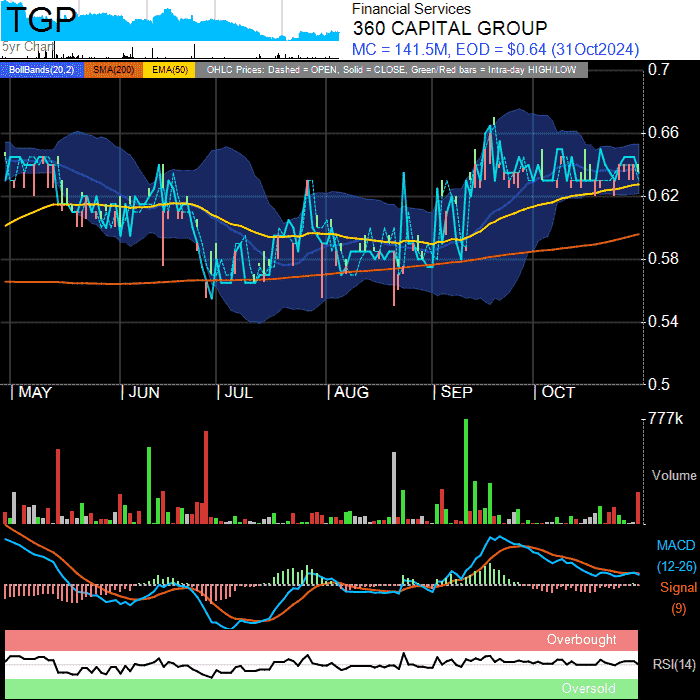 TGP
5yr Chart
Financial Services
360 CAPITAL GROUP
MC = 141.5M, EOD = $0.64 (31Oct2024)
BollBands(20,2) SMA(200) EMA(50) OHLC Prices: Dashed = OPEN, Solid = CLOSE, Green/Red bars = Intra-day HIGH/LOW
0.7
0.66
0.62
0.58
0.54
0.5
MAY JUN JUL AUG SEP OCT
777k
Volume
MACD
(12-26)
Signal
(9)
Overbought
RSI(14)
Oversold